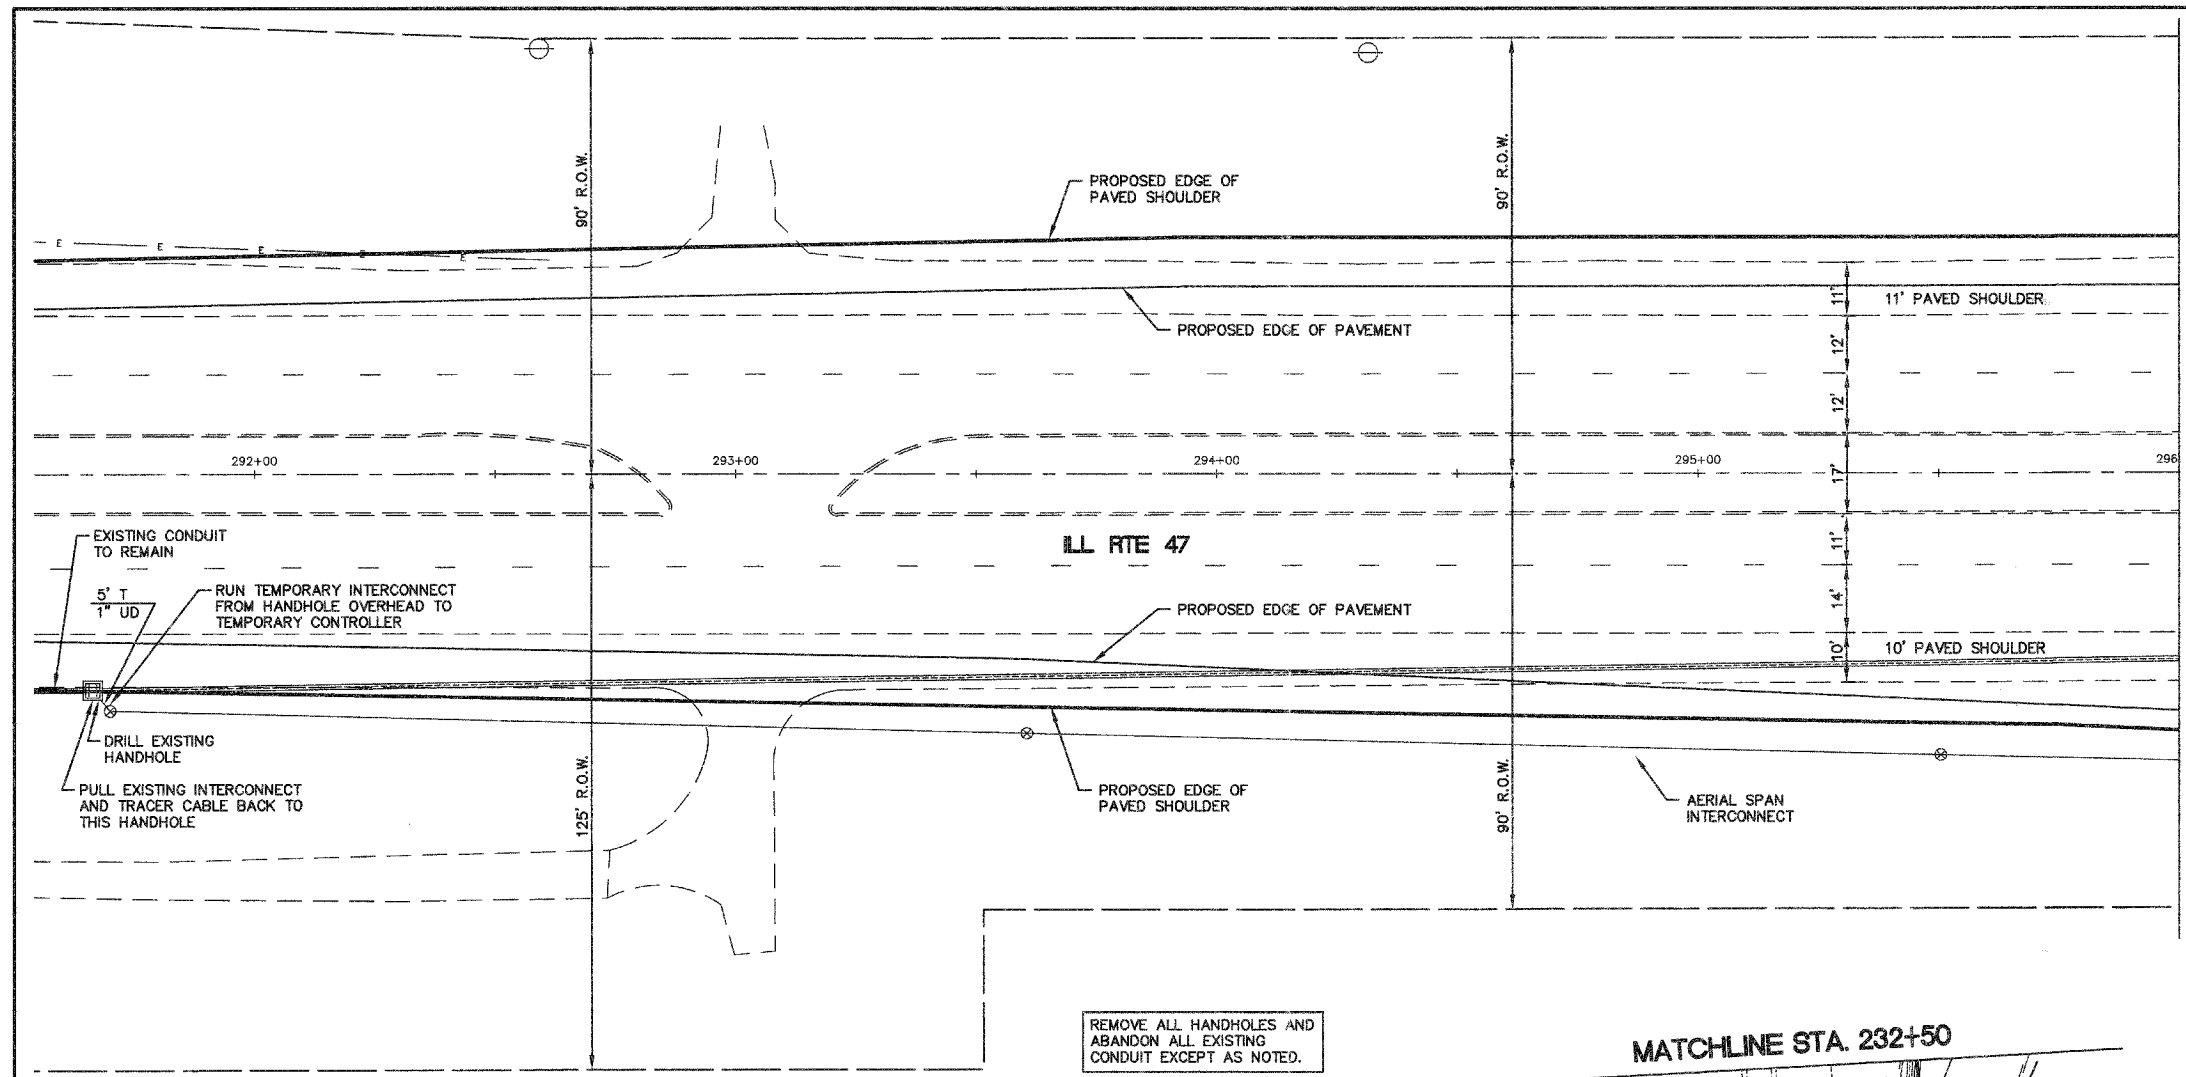 90' R.O.W.
90' R.O.W.
PROPOSED EDGE OF
PAVED SHOULDER
E
E
E
E
E
11'
11' PAVED SHOULDER
PROPOSED EDGE OF PAVEMENT
12'
12'
292+00
293+00
294+00
295+00
296
17'
EXISTING CONDUIT
TO REMAIN
ILL RTE 47
11'
5' T
1" UD
RUN TEMPORARY INTERCONNECT
FROM HANDHOLE OVERHEAD TO
TEMPORARY CONTROLLER
14'
PROPOSED EDGE OF PAVEMENT
10'
10' PAVED SHOULDER
DRILL EXISTING
HANDHOLE
PULL EXISTING INTERCONNECT
AND TRACER CABLE BACK TO
THIS HANDHOLE
125' R.O.W.
PROPOSED EDGE OF
PAVED SHOULDER
90' R.O.W.
AERIAL SPAN
INTERCONNECT
REMOVE ALL HANDHOLES AND
ABANDON ALL EXISTING
CONDUIT EXCEPT AS NOTED.
MATCHLINE STA. 232+50